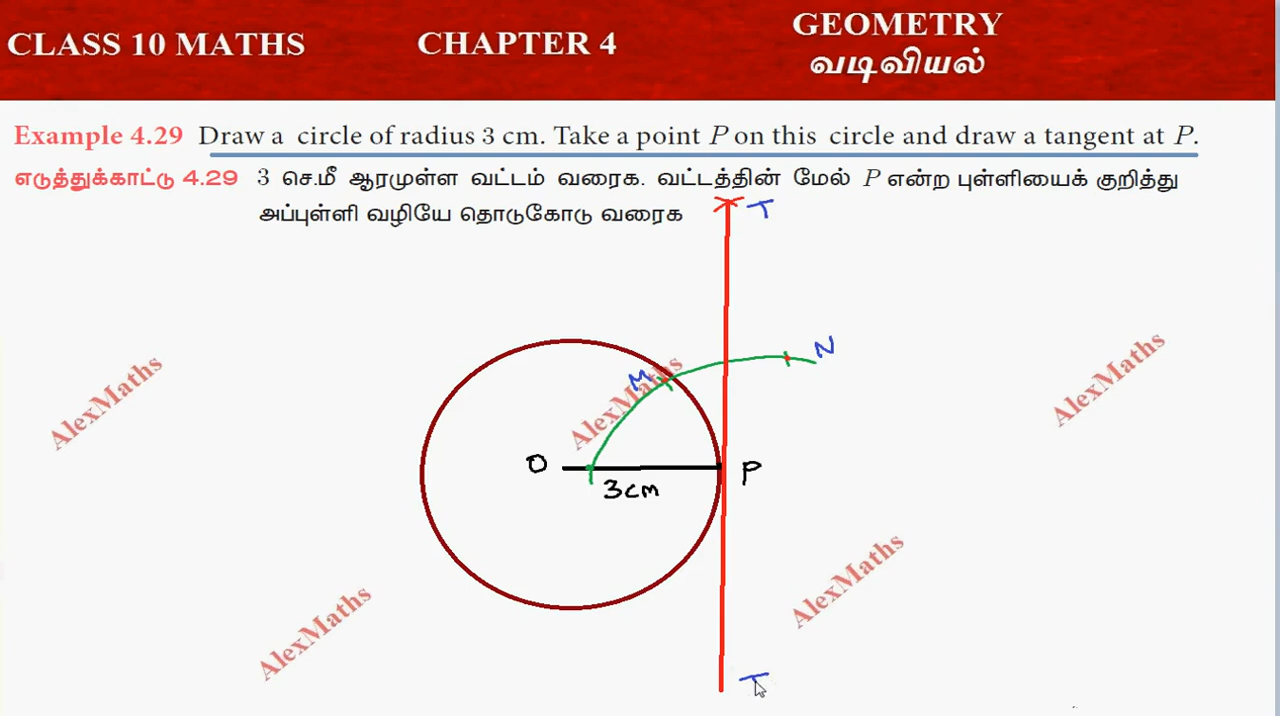 CLASS 10 MATHS
CHAPTER 4
GEOMETRY
வடிவியல்
Example 4.29 Draw a circle of radius 3 cm. Take a point P on this circle and draw a tangent at P.
எடுத்துக்காட்டு 4.29 3 செ.மீ ஆரமுள்ள வட்டம் வரைக. வட்டத்தின் மேல் P என்ற புள்ளியைக் குறித்து
அப்புள்ளி வழியே தொடுகோடு வரைக
T
N
M
O
P
3cm
T
AlexMaths
AlexMaths
AlexMaths
AlexMaths
AlexMaths